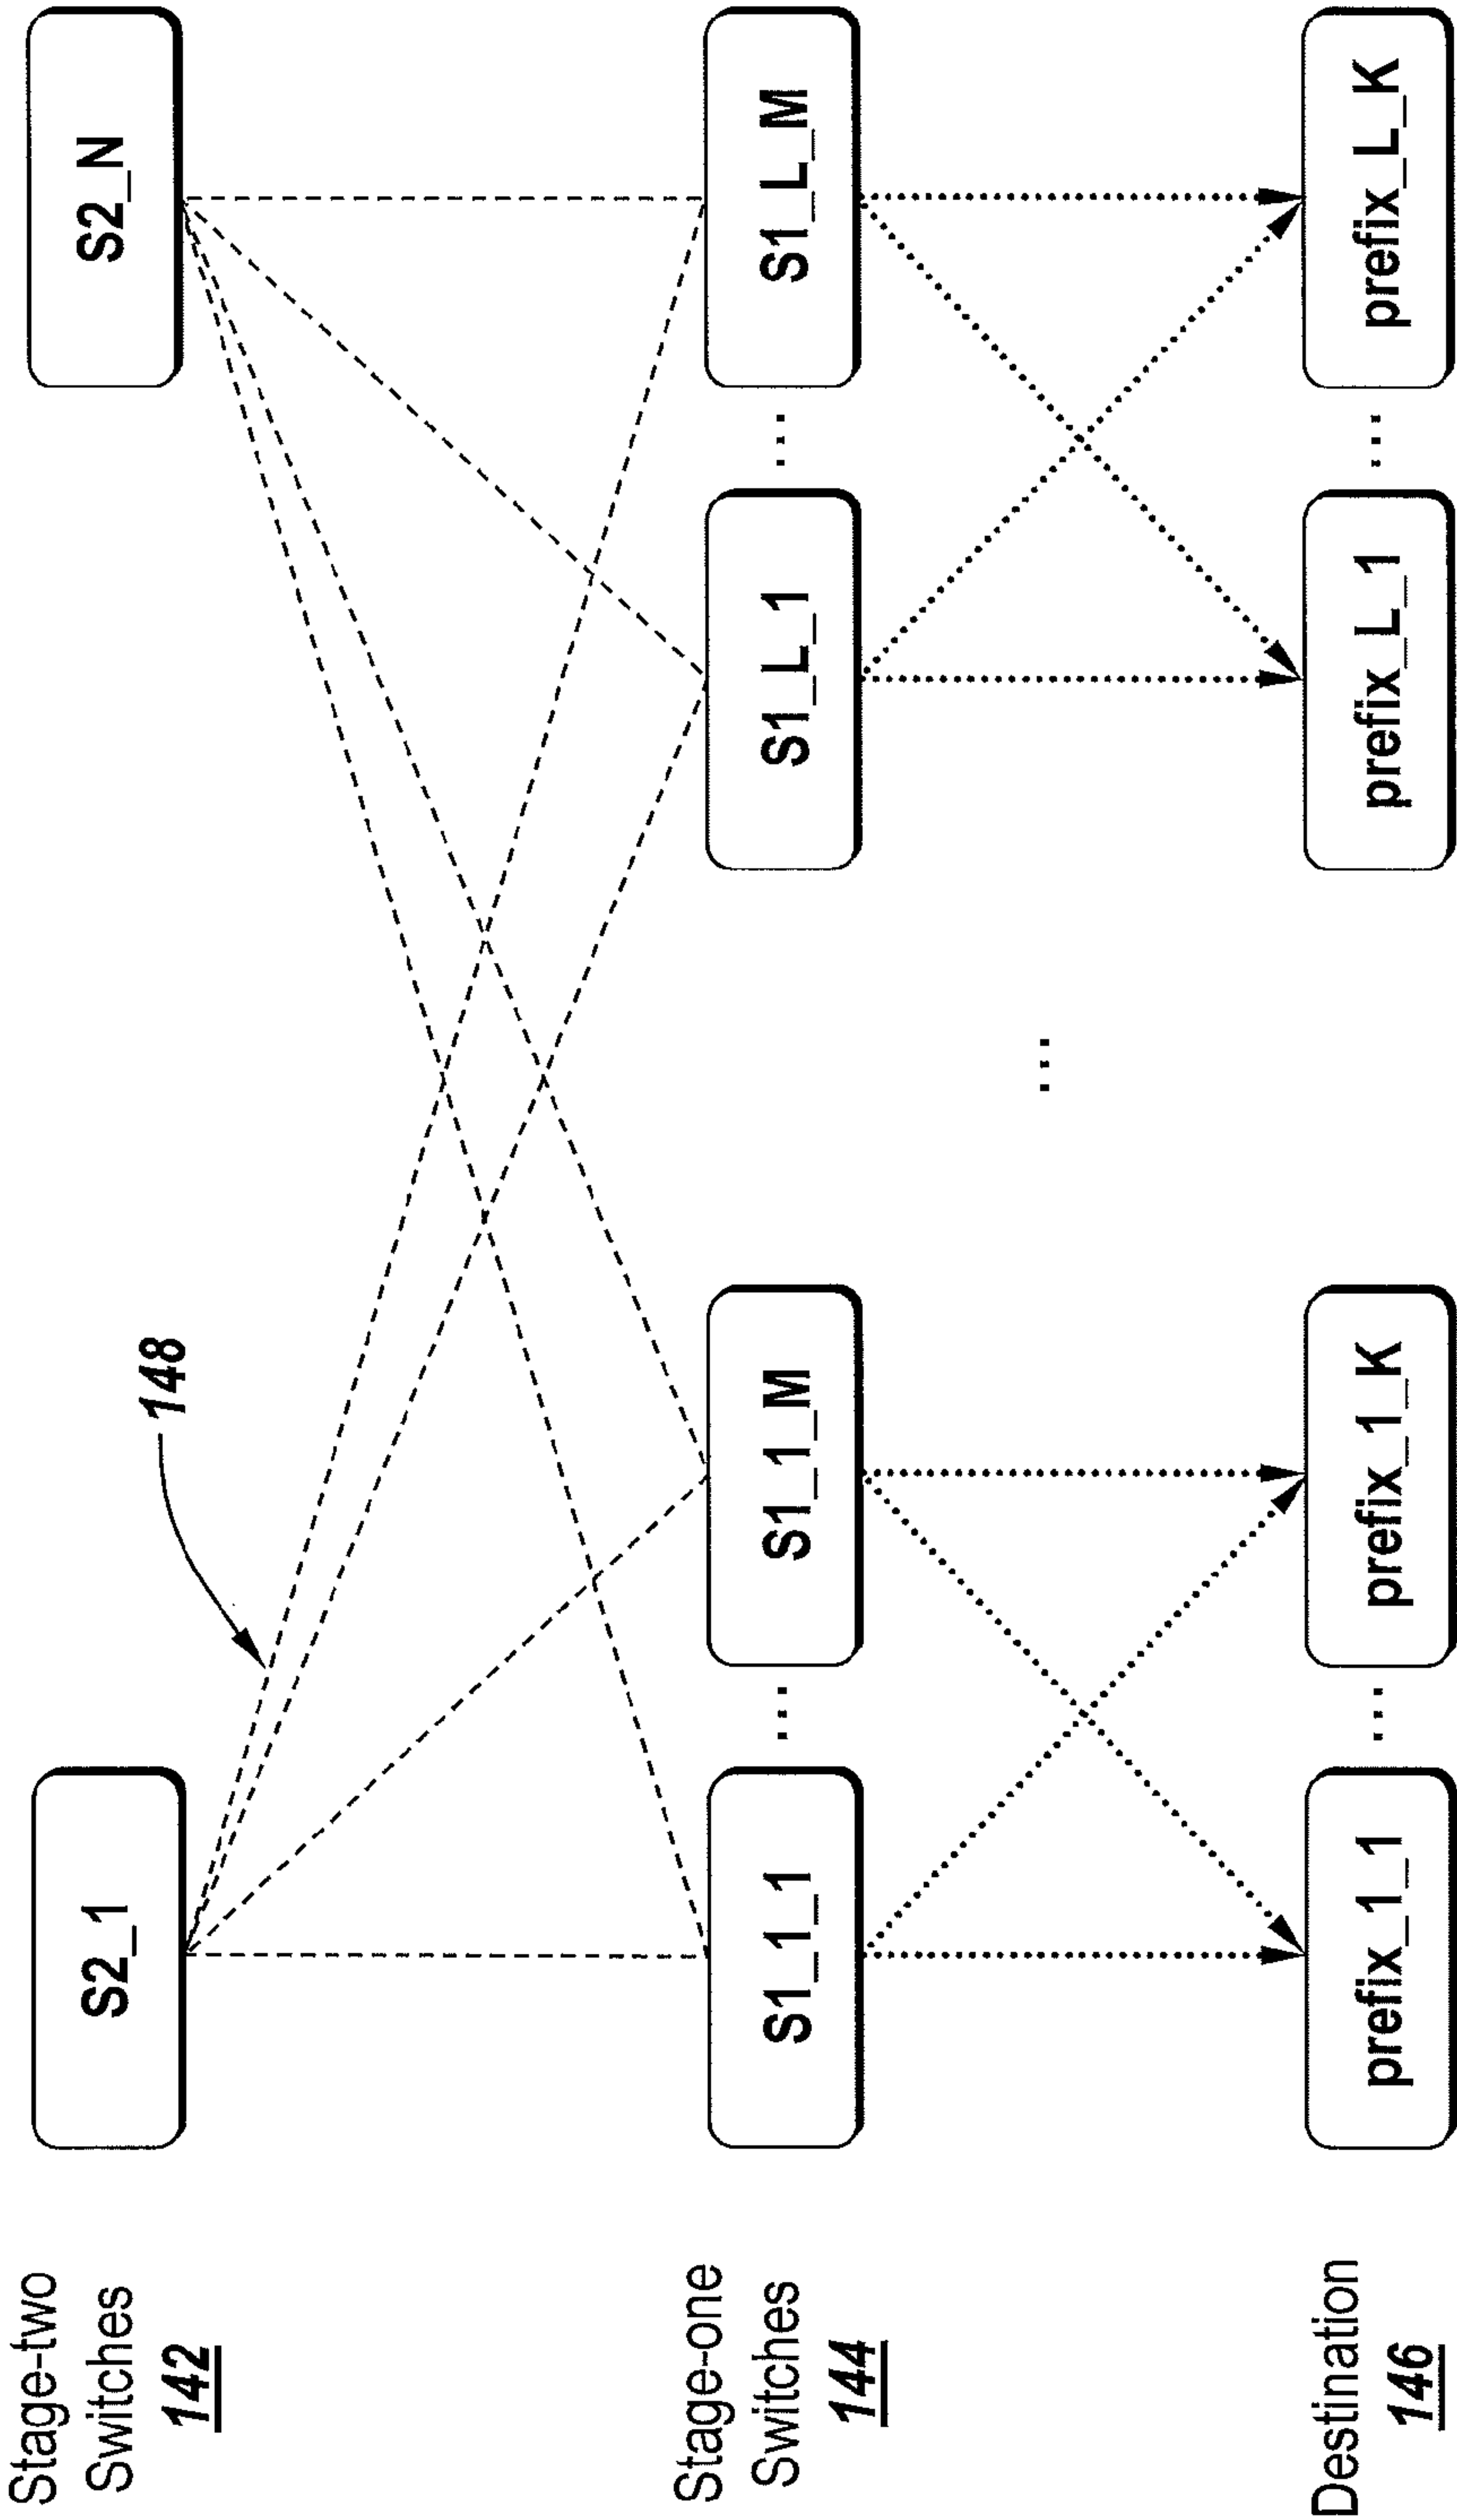 Stage-two
Switches
142
S2_1
148
S2_N
Stage-one
Switches
144
S1_1_1
...
S1_1_M
S1_L_1
...
S1_L_M
...
Destination
146
prefix_1_1
...
prefix_1_K
prefix_L_1
...
prefix_L_K